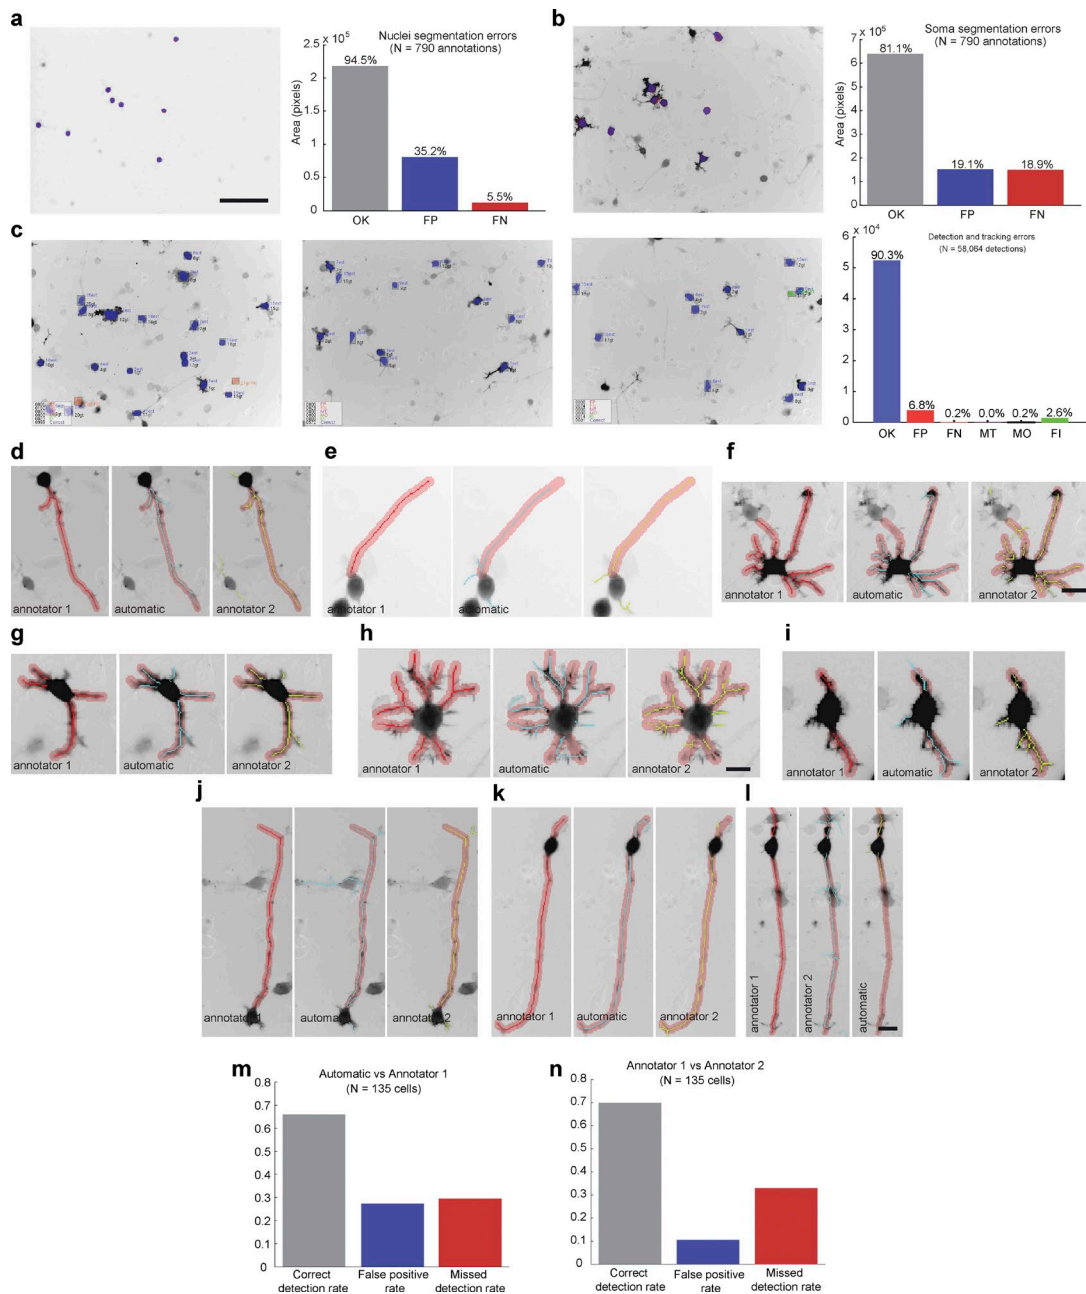 a
Nuclei segmentation errors
(N = 790 annotations)
x 10⁵
2.5
2
1.5
1
0.5
0
Area (pixels)
94.5%
35.2%
5.5%
OK FP FN
b
Soma segmentation errors
(N = 790 annotations)
x 10⁵
7
6
5
4
3
2
1
0
Area (pixels)
81.1%
19.1%
18.9%
OK FP FN
c
Detection and tracking errors
(N = 58,064 detections)
x 10⁴
6
5
4
3
2
1
0
90.3%
6.8%
0.2%
0.0%
0.2%
2.6%
OK FP FN MT MO FI
d
annotator 1
automatic
annotator 2
e
annotator 1
automatic
f
annotator 1
automatic
annotator 2
g
annotator 1
automatic
annotator 2
h
annotator 1
automatic
annotator 2
i
annotator 1
automatic
annotator 2
j
annotator 1
automatic
annotator 2
k
annotator 1
automatic
annotator 2
l
annotator 1
annotator 2
automatic
m
Automatic vs Annotator 1
(N = 135 cells)
0.8
0.7
0.6
0.5
0.4
0.3
0.2
0.1
0
Correct detection rate
False positive rate
Missed detection rate
n
Annotator 1 vs Annotator 2
(N = 135 cells)
0.8
0.7
0.6
0.5
0.4
0.3
0.2
0.1
0
Correct detection rate
False positive rate
Missed detection rate